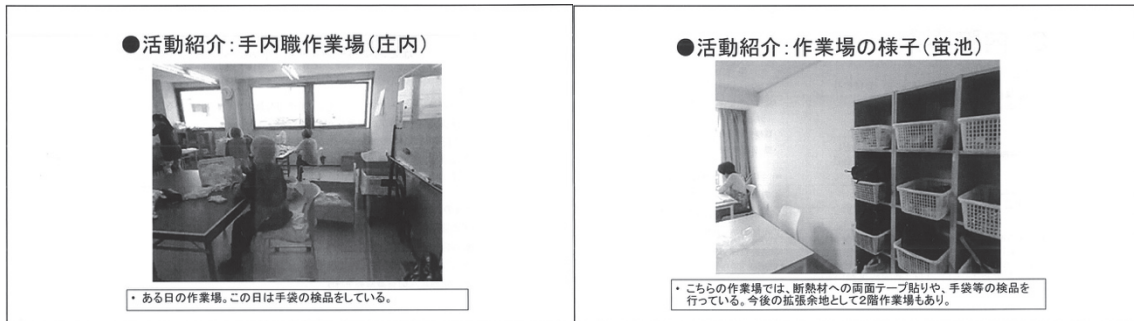 ●活動紹介：手内職作業場（庄内）
・ ある日の作業場。この日は手袋の検品をしている。
●活動紹介：作業場の様子（蛍池）
・ こちらの作業場では、断熱材への両面テープ貼りや、手袋等の検品を
行っている。今後の拡張余地として2階作業場もあり。